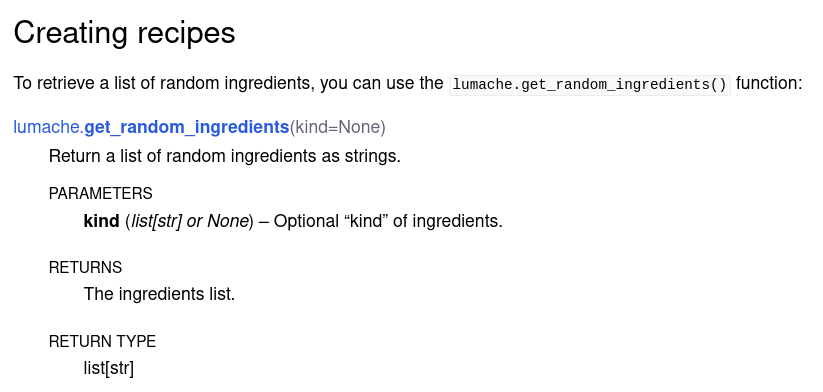 Creating recipes
To retrieve a list of random ingredients, you can use the lumache.get_random_ingredients() function:
lumache.get_random_ingredients(kind=None)
Return a list of random ingredients as strings.
PARAMETERS
kind (list[str] or None) – Optional “kind” of ingredients.
RETURNS
The ingredients list.
RETURN TYPE
list[str]